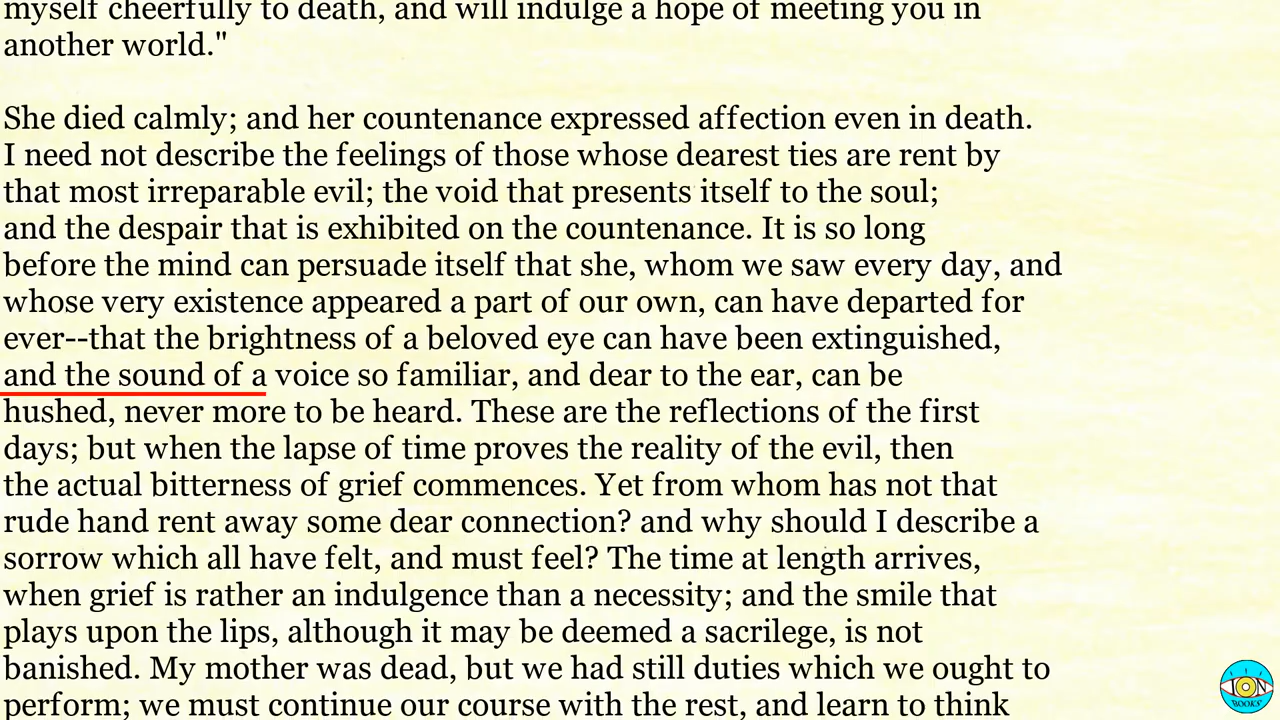 myself cheerfully to death, and will indulge a hope of meeting you in
another world."
She died calmly; and her countenance expressed affection even in death.
I need not describe the feelings of those whose dearest ties are rent by
that most irreparable evil; the void that presents itself to the soul;
and the despair that is exhibited on the countenance. It is so long
before the mind can persuade itself that she, whom we saw every day, and
whose very existence appeared a part of our own, can have departed for
ever--that the brightness of a beloved eye can have been extinguished,
and the sound of a voice so familiar, and dear to the ear, can be
hushed, never more to be heard. These are the reflections of the first
days; but when the lapse of time proves the reality of the evil, then
the actual bitterness of grief commences. Yet from whom has not that
rude hand rent away some dear connection? and why should I describe a
sorrow which all have felt, and must feel? The time at length arrives,
when grief is rather an indulgence than a necessity; and the smile that
plays upon the lips, although it may be deemed a sacrilege, is not
banished. My mother was dead, but we had still duties which we ought to
perform; we must continue our course with the rest, and learn to think
BOOKS